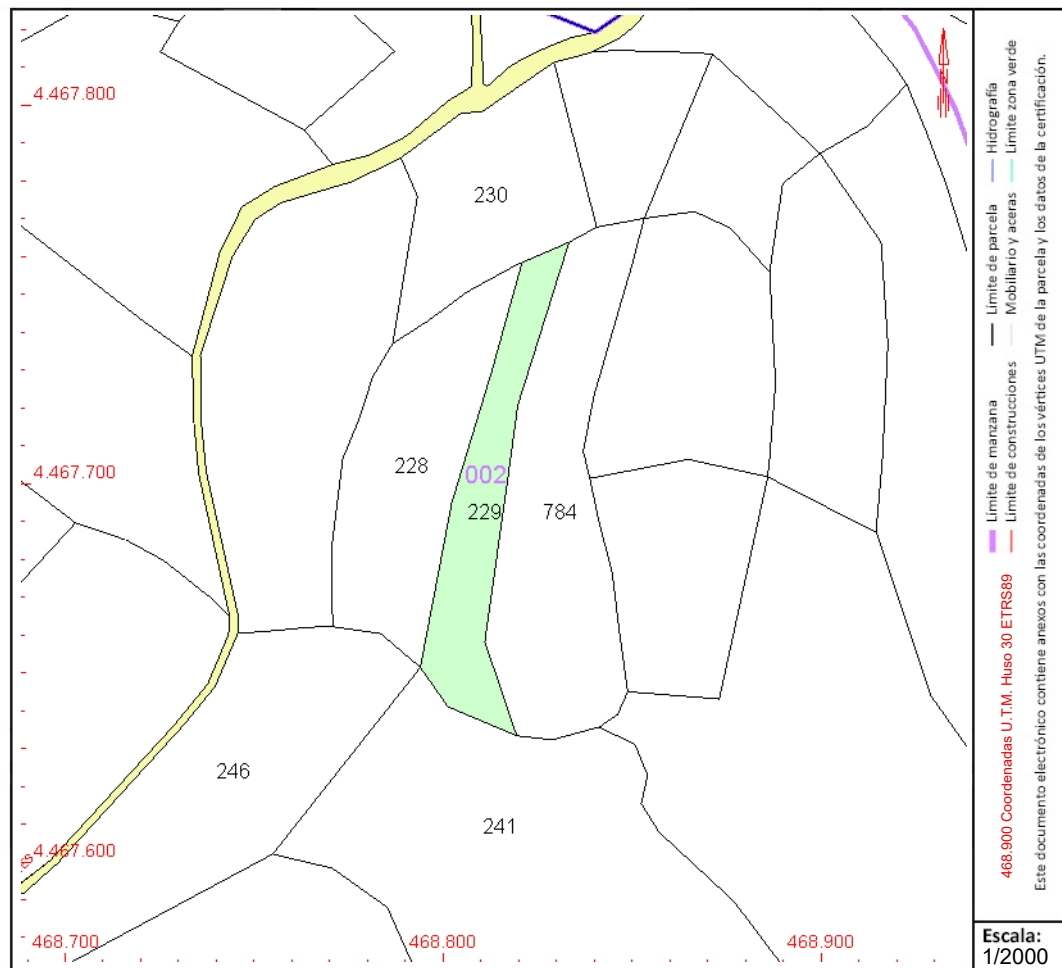 4.467.800
230
4.467.700
228
002
229
784
246
241
4.467.600
468.700
468.800
468.900
Límite de manzana
Límite de parcela
Hidrografía
Límite de construcciones
Mobiliario y aceras
Límite zona verde
468.900 Coordenadas U.T.M. Huso 30 ETRS89
Este documento electrónico contiene anexos con las coordenadas de los vértices UTM de la parcela y los datos de la certificación.
Escala:
1/2000